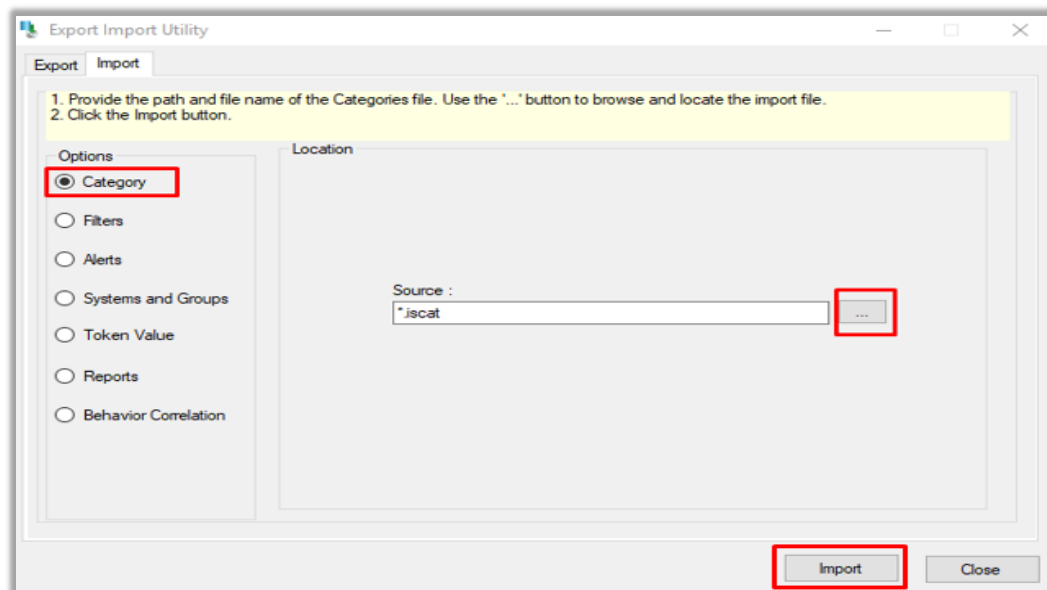 Export Import Utility
Export Import
1. Provide the path and file name of the Categories file. Use the '...' button to browse and locate the import file.
2. Click the Import button.
Options
Location
Category
Filters
Alerts
Systems and Groups
Token Value
Reports
Behavior Correlation
Source :
*.iscat
...
Import
Close